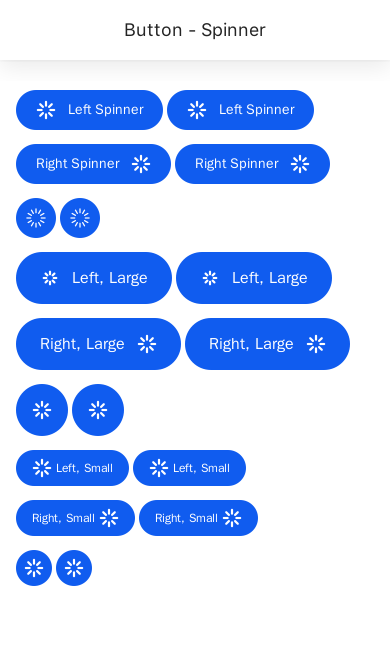 Button - Spinner
Left Spinner Left Spinner
Right Spinner Right Spinner
Left, Large Left, Large
Right, Large Right, Large
Left, Small Left, Small
Right, Small Right, Small